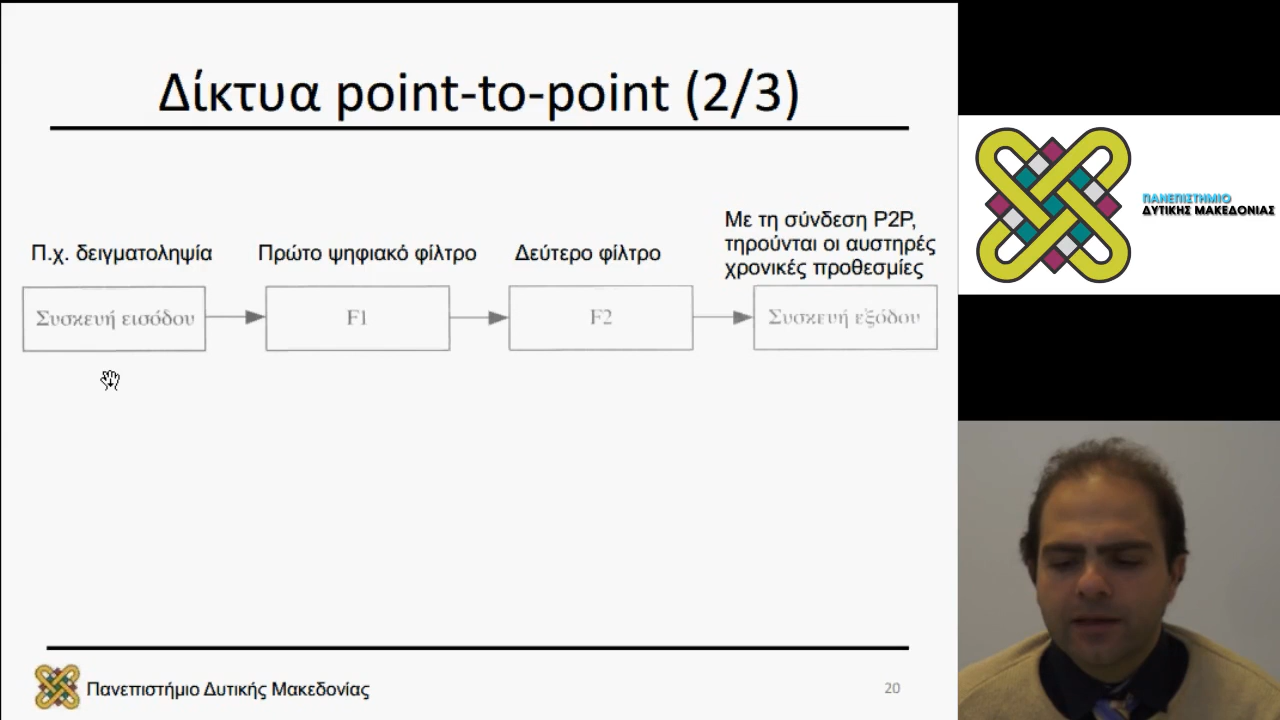 Δίκτυα point-to-point (2/3)
Π.χ. δειγματοληψία
Πρώτο ψηφιακό φίλτρο
Δεύτερο φίλτρο
Με τη σύνδεση P2P,
τηρούνται οι αυστηρές
χρονικές προθεσμίες
Συσκευή εισόδου
F1
F2
Συσκευή εξόδου
Πανεπιστήμιο Δυτικής Μακεδονίας
20
ΠΑΝΕΠΙΣΤΗΜΙΟ
ΔΥΤΙΚΗΣ ΜΑΚΕΔΟΝΙΑΣ